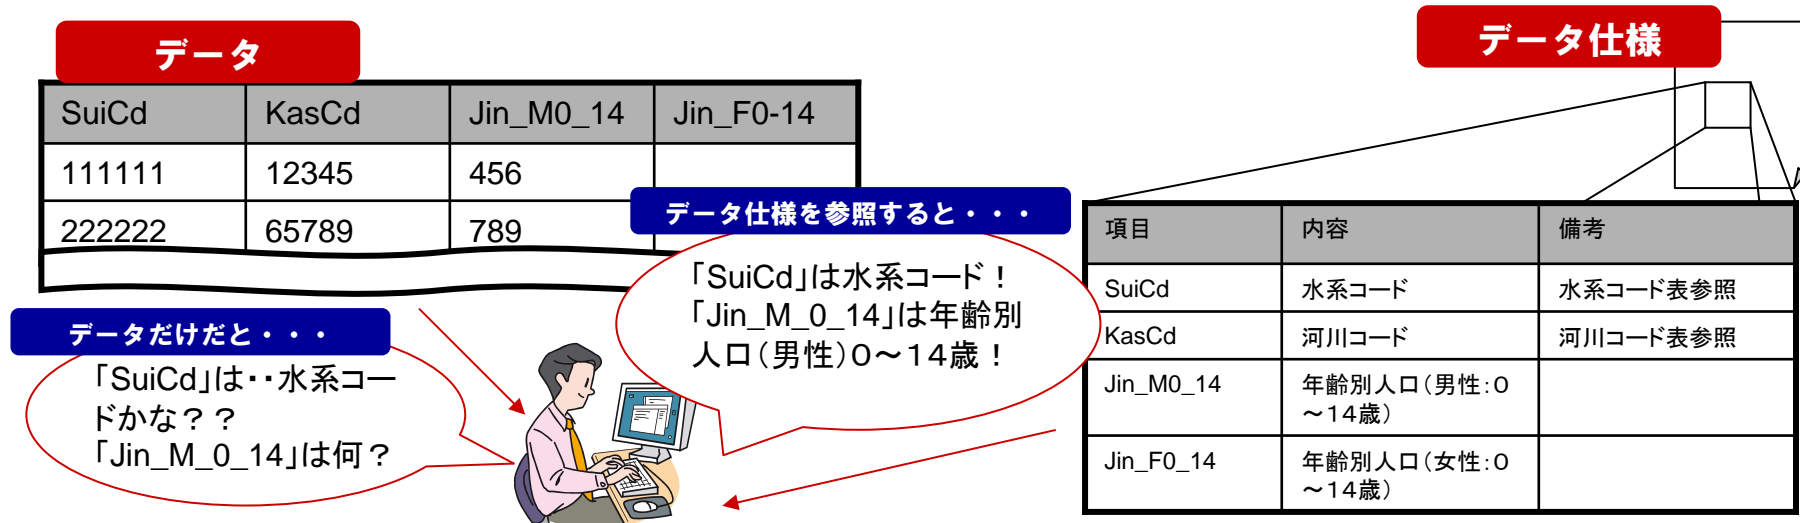 データ
SuiCd KasCd Jin_M0_14 Jin_F0-14
111111 12345 456
222222 65789 789
データだけだと・・・
「SuiCd」は・・水系コー
ドかな？？
「Jin_M_0_14」は何？
データ仕様を参照すると・・・
「SuiCd」は水系コード！
「Jin_M_0_14」は年齢別
人口（男性）０～１４歳！
データ仕様
項目 内容 備考
SuiCd 水系コード 水系コード表参照
KasCd 河川コード 河川コード表参照
Jin_M0_14 年齢別人口（男性：０
～１４歳）
Jin_F0_14 年齢別人口（女性：０
～１４歳）